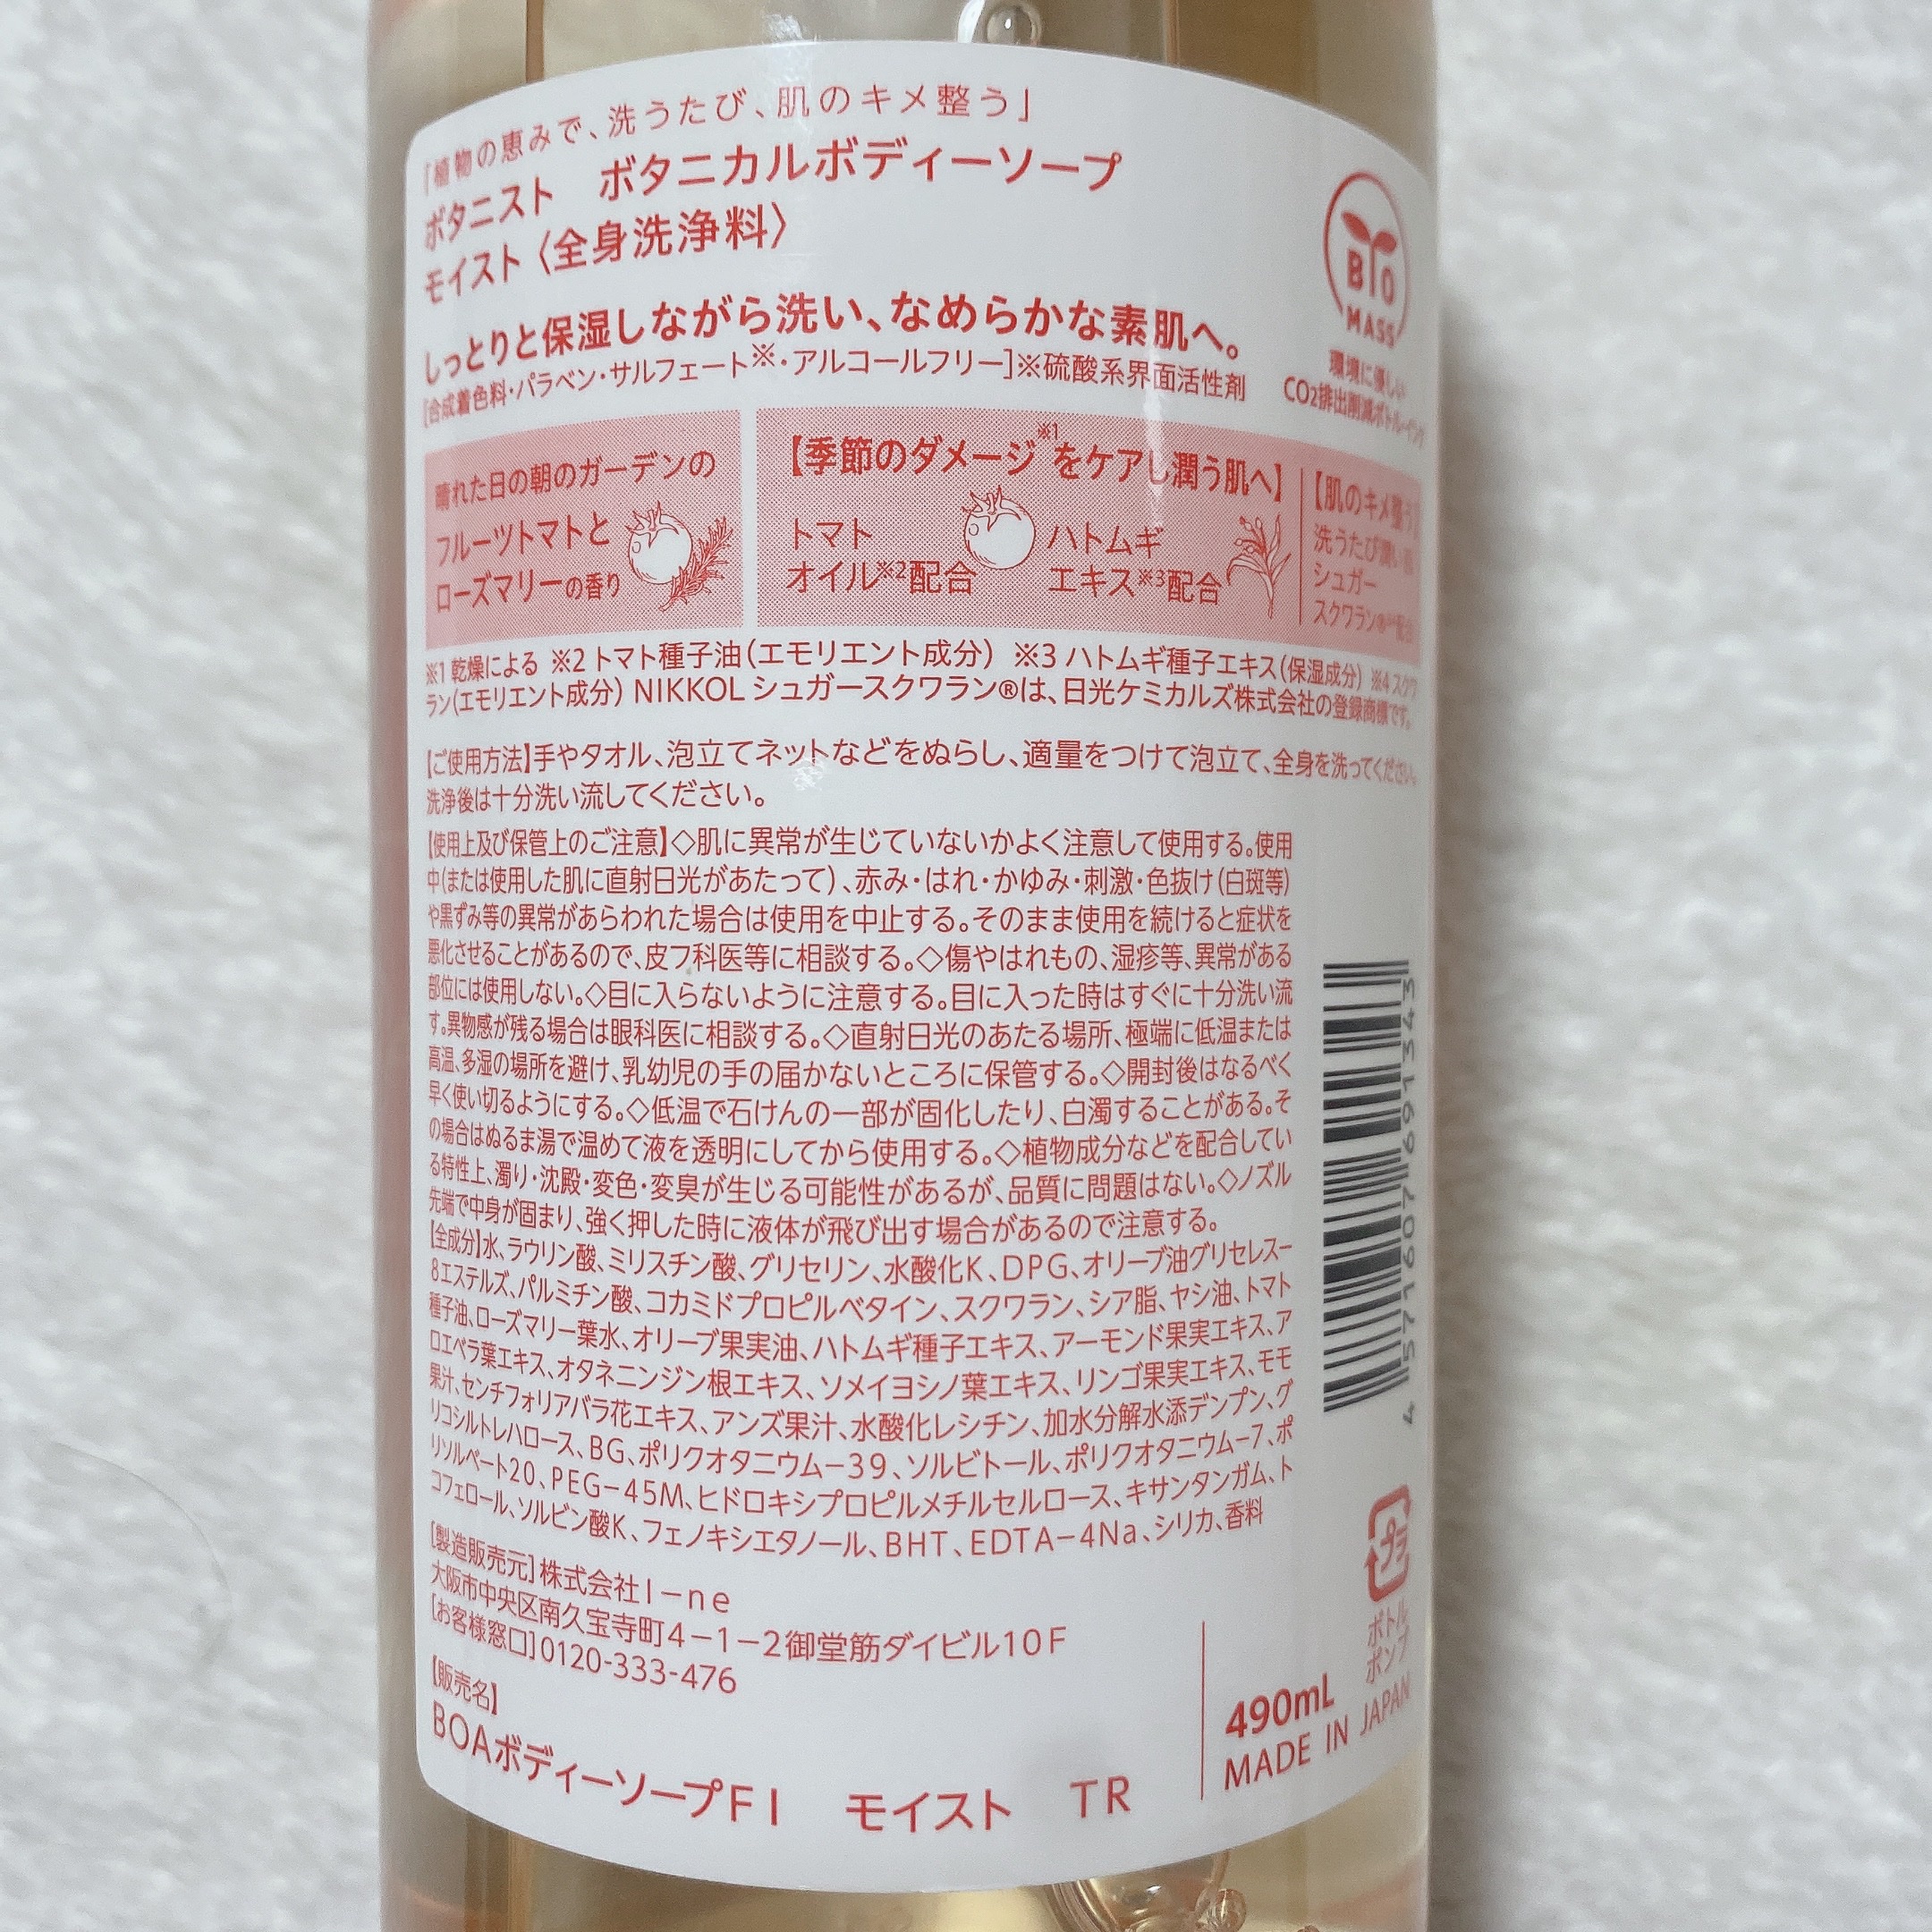 「植物の恵みで、洗うたび、肌のキメ整う」
ボタニスト ボタニカルボディーソープ
モイスト〈全身洗浄料〉
しっとりと保湿しながら洗い、なめらかな素肌へ。
[合成着色料・パラベン・サルフェート※・アルコールフリー]※硫酸系界面活性剤
BIO
MASS
環境に優しい
CO2排出削減ボトル・インク
晴れた日の朝のガーデンの
フルーツトマトと
ローズマリーの香り
【季節のダメージ※1をケアし潤う肌へ】
トマト
オイル※2配合
ハトムギ
エキス※3配合
【肌のキメ整う】
洗うたび潤い
シュガー
スクワラン®※4配合
※1 乾燥による ※2 トマト種子油(エモリエント成分) ※3 ハトムギ種子エキス(保湿成分) ※4 スクワ
ラン(エモリエント成分) NIKKOL シュガースクワラン®は、日光ケミカルズ株式会社の登録商標です。
【ご使用方法】手やタオル、泡立てネットなどをぬらし、適量をつけて泡立て、全身を洗ってください。
洗浄後は十分洗い流してください。
【使用上及び保管上のご注意】◇肌に異常が生じていないかよく注意して使用する。使用
中(または使用した肌に直射日光があたって)、赤み・はれ・かゆみ・刺激・色抜け(白斑等)
や黒ずみ等の異常があらわれた場合は使用を中止する。そのまま使用を続けると症状を
悪化させることがあるので、皮フ科医等に相談する。◇傷やはれもの、湿疹等、異常がある
部位には使用しない。◇目に入らないように注意する。目に入った時はすぐに十分洗い流
す。異物感が残る場合は眼科医に相談する。◇直射日光のあたる場所、極端に低温または
高温、多湿の場所を避け、乳幼児の手の届かないところに保管する。◇開封後はなるべく
早く使い切るようにする。◇低温で石けんの一部が固化したり、白濁することがある。そ
の場合はぬるま湯で温めて液を透明にしてから使用する。◇植物成分などを配合してい
る特性上、濁り・沈殿・変色・変臭が生じる可能性があるが、品質に問題はない。◇ノズル
先端で中身が固まり、強く押した時に液体が飛び出す場合があるので注意する。
【全成分】水、ラウリン酸、ミリスチン酸、グリセリン、水酸化K、DPG、オリーブ油グリセレス−
8エステルズ、パルミチン酸、コカミドプロピルベタイン、スクワラン、シア脂、ヤシ油、トマト
種子油、ローズマリー葉水、オリーブ果実油、ハトムギ種子エキス、アーモンド果実エキス、ア
ロエベラ葉エキス、オタネニンジン根エキス、ソメイヨシノ葉エキス、リンゴ果実エキス、モモ
果汁、センチフォリアバラ花エキス、アンズ果汁、水酸化レシチン、加水分解水添デンプン、グ
リコシルトレハロース、BG、ポリクオタニウム−39、ソルビトール、ポリクオタニウム−7、ポ
リソルベート20、PEG−45M、ヒドロキシプロピルメチルセルロース、キサンタンガム、ト
コフェロール、ソルビン酸K、フェノキシエタノール、BHT、EDTA−4Na、シリカ、香料
[製造販売元]株式会社I−ne
大阪市中央区南久宝寺町4−1−2御堂筋ダイビル10F
[お客様窓口]0120-333-476
【販売名】
BOAボディーソープFI モイスト TR
4571607691343
プラ
ボトル
ポンプ
490mL
MADE IN JAPAN